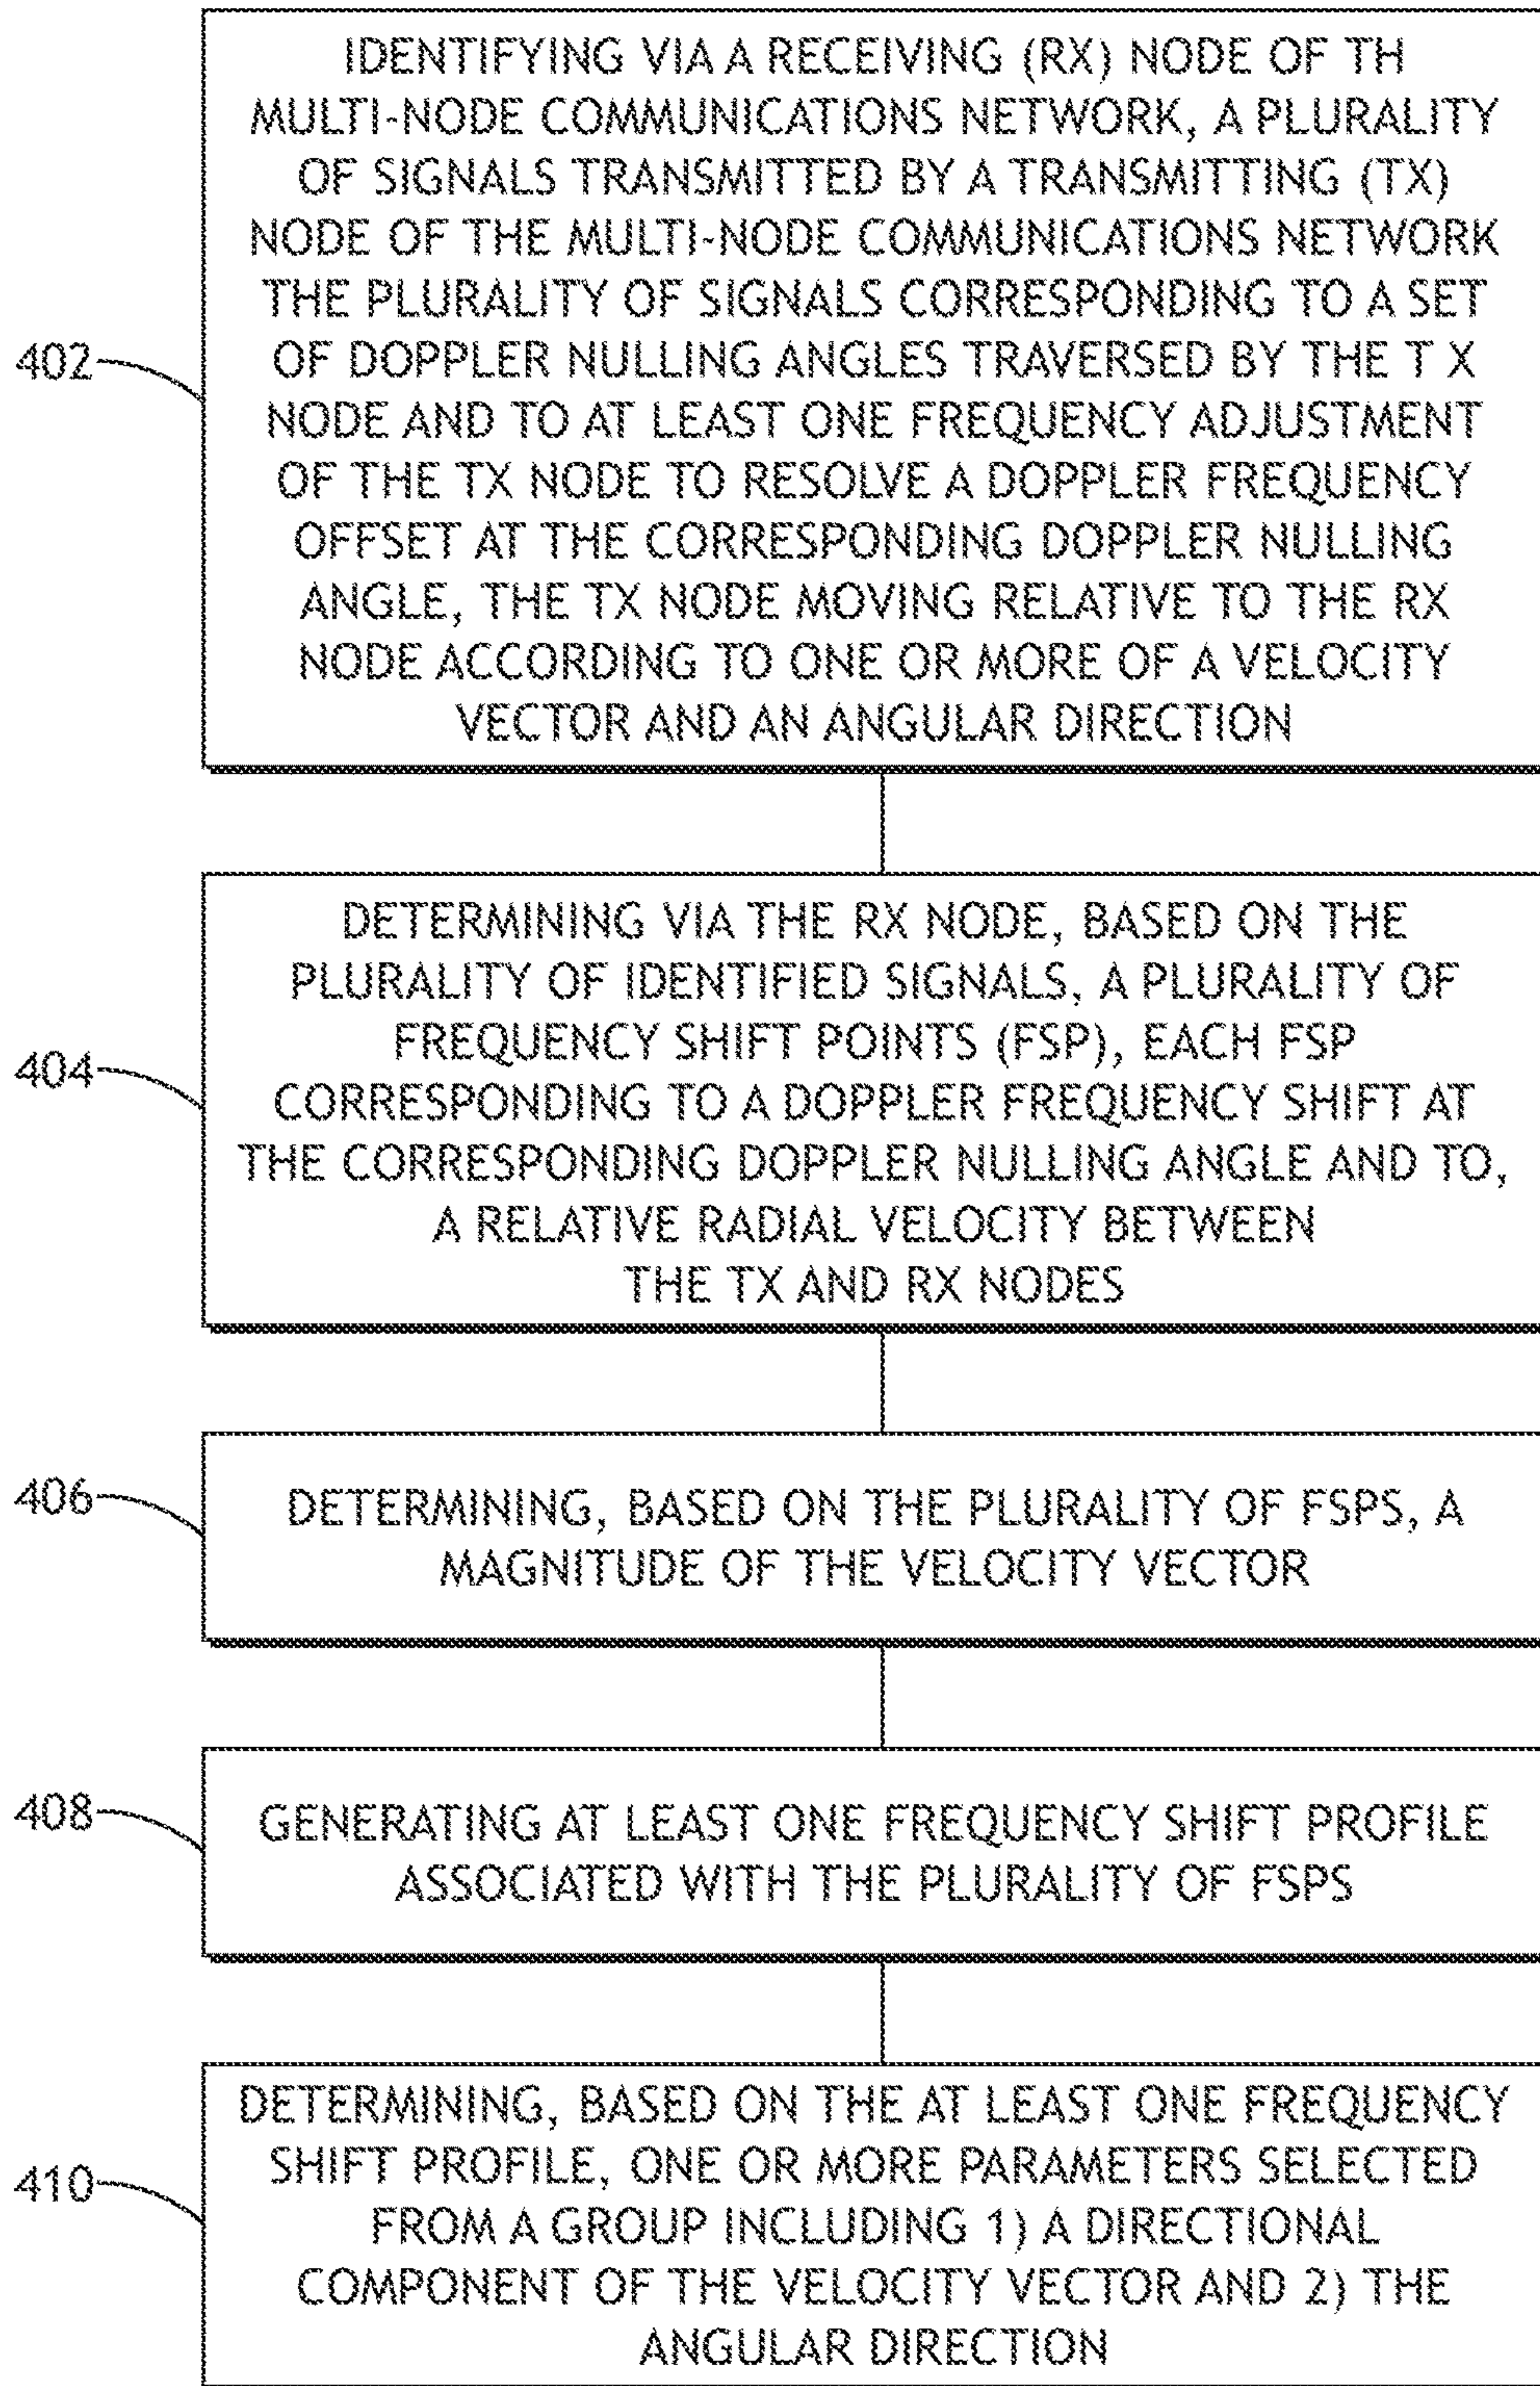 IDENTIFYING VIA A RECEIVING (RX) NODE OF TH
MULTI-NODE COMMUNICATIONS NETWORK, A PLURALITY
OF SIGNALS TRANSMITTED BY A TRANSMITTING (TX)
NODE OF THE MULTI-NODE COMMUNICATIONS NETWORK
THE PLURALITY OF SIGNALS CORRESPONDING TO A SET
402
OF DOPPLER NULLING ANGLES TRAVERSED BY THE T X
NODE AND TO AT LEAST ONE FREQUENCY ADJUSTMENT
OF THE TX NODE TO RESOLVE A DOPPLER FREQUENCY
OFFSET AT THE CORRESPONDING DOPPLER NULLING
ANGLE, THE TX NODE MOVING RELATIVE TO THE RX
NODE ACCORDING TO ONE OR MORE OF A VELOCITY
VECTOR AND AN ANGULAR DIRECTION
DETERMINING VIA THE RX NODE, BASED ON THE
PLURALITY OF IDENTIFIED SIGNALS, A PLURALITY OF
FREQUENCY SHIFT POINTS (FSP), EACH FSP
404
CORRESPONDING TO A DOPPLER FREQUENCY SHIFT AT
THE CORRESPONDING DOPPLER NULLING ANGLE AND TO,
A RELATIVE RADIAL VELOCITY BETWEEN
THE TX AND RX NODES
406
DETERMINING, BASED ON THE PLURALITY OF FSPS, A
MAGNITUDE OF THE VELOCITY VECTOR
408
GENERATING AT LEAST ONE FREQUENCY SHIFT PROFILE
ASSOCIATED WITH THE PLURALITY OF FSPS
DETERMINING, BASED ON THE AT LEAST ONE FREQUENCY
SHIFT PROFILE, ONE OR MORE PARAMETERS SELECTED
410
FROM A GROUP INCLUDING 1) A DIRECTIONAL
COMPONENT OF THE VELOCITY VECTOR AND 2) THE
ANGULAR DIRECTION